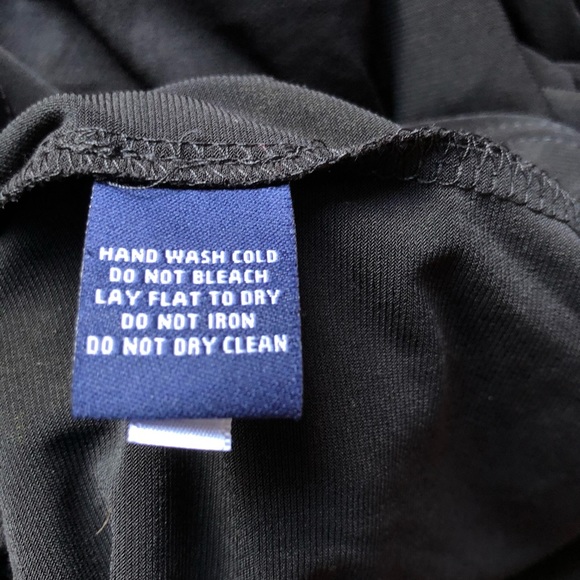 HAND WASH COLD
DO NOT BLEACH
LAY FLAT TO DRY
DO NOT IRON
DO NOT DRY CLEAN